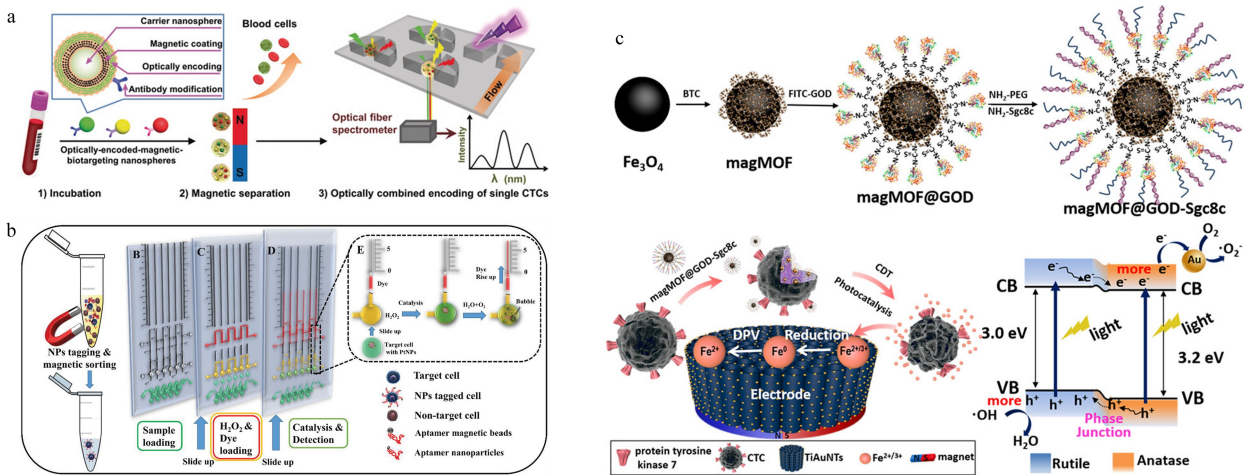 a
Carrier nanosphere
Magnetic coating
Optically encoding
Antibody modification
Blood cells
Optically-encoded-magnetic-
biotargeting nanospheres
N
S
Optical fiber
spectrometer
Flow
Intensity
λ (nm)
1) Incubation
2) Magnetic separation
3) Optically combined encoding of single CTCs
b
NPs tagging &
magnetic sorting
B
C
D
E
5
0
Dye
H₂O₂
Slide up
Target cell
with PtNPs
Catalysis
H₂O+O₂
5
0
5
0
Dye
Rise up
Bubble
Sample
loading
Slide up
H₂O₂ &
Dye
loading
Slide up
Catalysis &
Detection
Target cell
NPs tagged cell
Non-target cell
Aptamer magnetic beads
Aptamer nanoparticles
c
Fe₃O₄
BTC
magMOF
FITC-GOD
magMOF@GOD
NH₂-PEG
NH₂-Sgc8c
magMOF@GOD-Sgc8c
magMOF@GOD-Sgc8c
CDT
Photocatalysis
DPV
Reduction
Fe²⁺
Fe⁰
Fe²⁺/³⁺
Electrode
N S
protein tyrosine
kinase 7
CTC
TiAuNTs
Fe²⁺/³⁺
N S
magnet
CB
e⁻
e⁻
more
e⁻
e⁻
e⁻
Au
O₂
·O₂⁻
CB
3.0 eV
light
light
3.2 eV
VB
more
h⁺
h⁺
h⁺
h⁺
h⁺
VB
·OH
H₂O
Phase
Junction
Rutile
Anatase